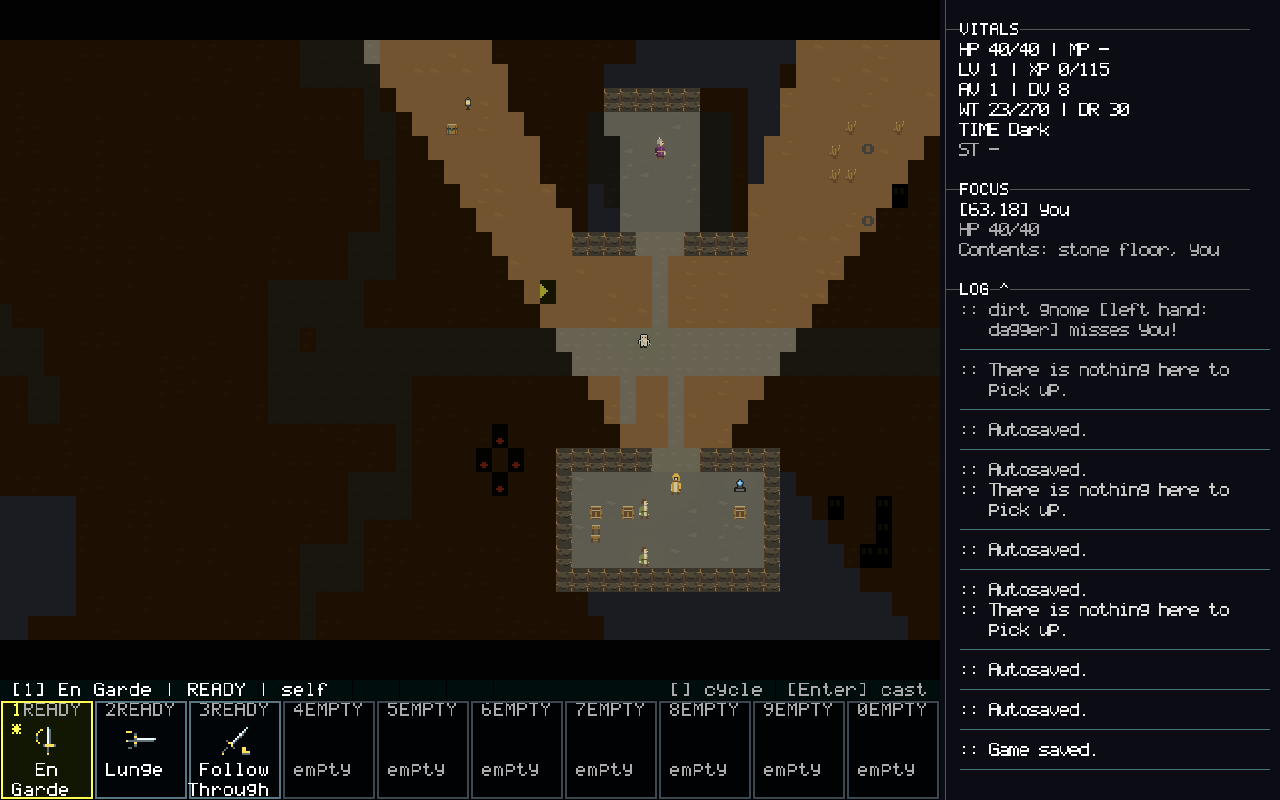 VITALS
HP 40/40 | MP -
LV 1 | XP 0/115
AV 1 | DV 8
WT 23/270 | DR 30
TIME Dark
ST -
FOCUS
[63,18] You
HP 40/40
Contents: stone floor, You
LOG ^
:: dirt gnome [left hand:
dagger] misses You!
:: There is nothing here to
Pick up.
:: Autosaved.
:: Autosaved.
:: There is nothing here to
Pick up.
:: Autosaved.
:: Autosaved.
:: There is nothing here to
Pick up.
:: Autosaved.
:: Autosaved.
:: Game saved.
[1] En Garde | READY | self
[] cycle [Enter] cast
1READY 2READY 3READY 4EMPTY 5EMPTY 6EMPTY 7EMPTY 8EMPTY 9EMPTY 0EMPTY
*
En Garde
Lunge
Follow Through
empty empty empty empty empty empty empty